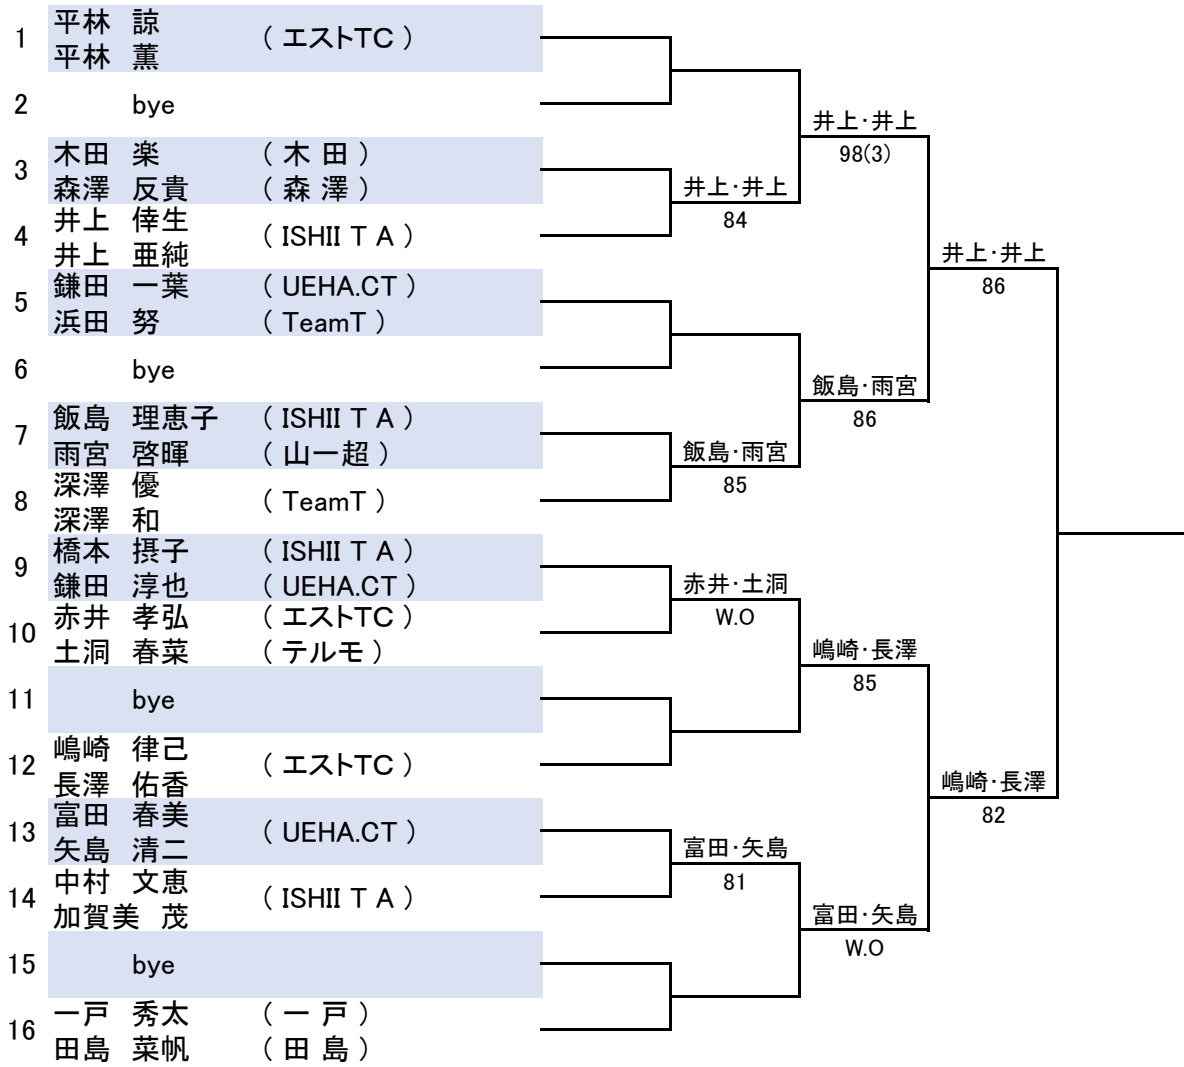 1 平林 諒 ( エストTC )
平林 薫
2 bye
3 木田 楽 ( 木 田 )
森澤 反貴 ( 森 澤 )
4 井上 倖生 ( ISHII T A )
井上 亜純
5 鎌田 一葉 ( UEHA.CT )
浜田 努 ( TeamT )
6 bye
7 飯島 理恵子 ( ISHII T A )
雨宮 啓暉 ( 山一超 )
8 深澤 優 ( TeamT )
深澤 和
9 橋本 摂子 ( ISHII T A )
鎌田 淳也 ( UEHA.CT )
10 赤井 孝弘 ( エストTC )
土洞 春菜 ( テルモ )
11 bye
12 嶋崎 律己 ( エストTC )
長澤 佑香
13 富田 春美 ( UEHA.CT )
矢島 清二
14 中村 文恵 ( ISHII T A )
加賀美 茂
15 bye
16 一戸 秀太 ( 一 戸 )
田島 菜帆 ( 田 島 )
井上・井上
84
飯島・雨宮
85
赤井・土洞
W.O
富田・矢島
81
井上・井上
98(3)
飯島・雨宮
86
嶋崎・長澤
85
富田・矢島
W.O
井上・井上
86
嶋崎・長澤
82